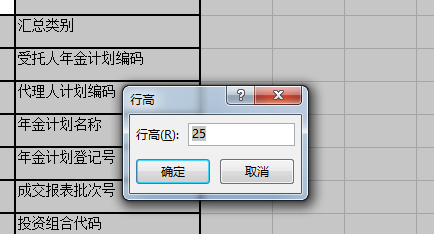 汇总类别
受托人年金计划编码
代理人计划编码
年金计划名称
年金计划登记号
成交报表批次号
投资组合代码
行高
?
行高(R): 25
确定 取消